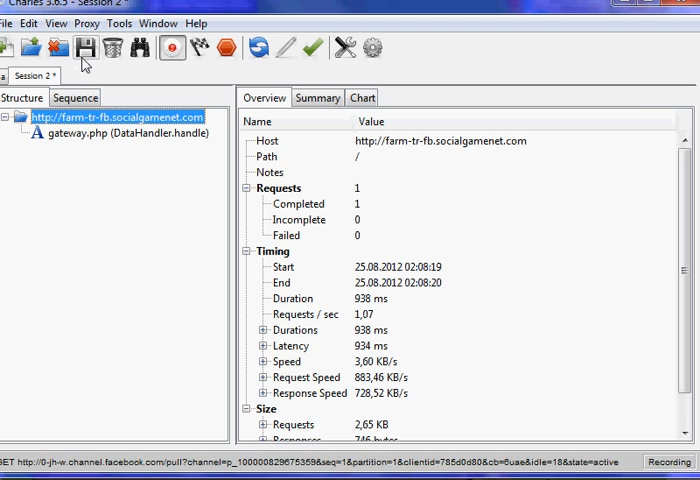 Charles 3.6.5 - Session 2 *
File Edit View Proxy Tools Window Help
a Session 2 *
Structure Sequence
http://farm-tr-fb.socialgamenet.com
A gateway.php (DataHandler.handle)
Overview Summary Chart
Name Value
Host http://farm-tr-fb.socialgamenet.com
Path /
Notes
Requests 1
Completed 1
Incomplete 0
Failed 0
Timing
Start 25.08.2012 02:08:19
End 25.08.2012 02:08:20
Duration 938 ms
Requests / sec 1,07
Durations 938 ms
Latency 934 ms
Speed 3,60 KB/s
Request Speed 883,46 KB/s
Response Speed 728,52 KB/s
Size
Requests 2,65 KB
Responses 746 bytes
GET http://0-jh-w.channel.facebook.com/pull?channel=p_100000829675359&seq=1&partition=1&clientid=785d0d80&cb=6uae&idle=18&state=active Recording